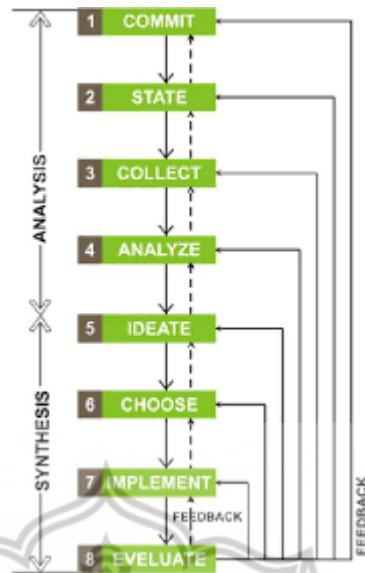 1 COMMIT
2 STATE
3 COLLECT
4 ANALYZE
5 IDEATE
6 CHOOSE
7 IMPLEMENT
FEEDBACK
8 EVELUATE
ANALYSIS
SYNTHESIS
FEEDBACK